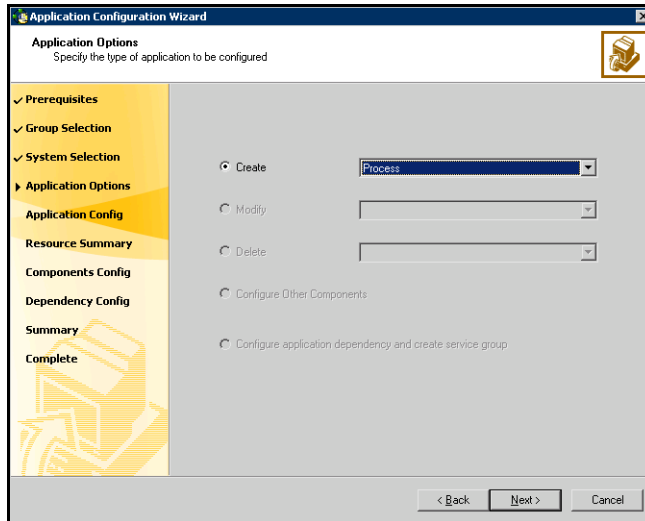 Application Configuration Wizard
Application Options
Specify the type of application to be configured
Prerequisites
Group Selection
System Selection
Application Options
Application Config
Resource Summary
Components Config
Dependency Config
Summary
Complete
Create
Process
Modify
Delete
Configure Other Components
Configure application dependency and create service group
< Back
Next >
Cancel